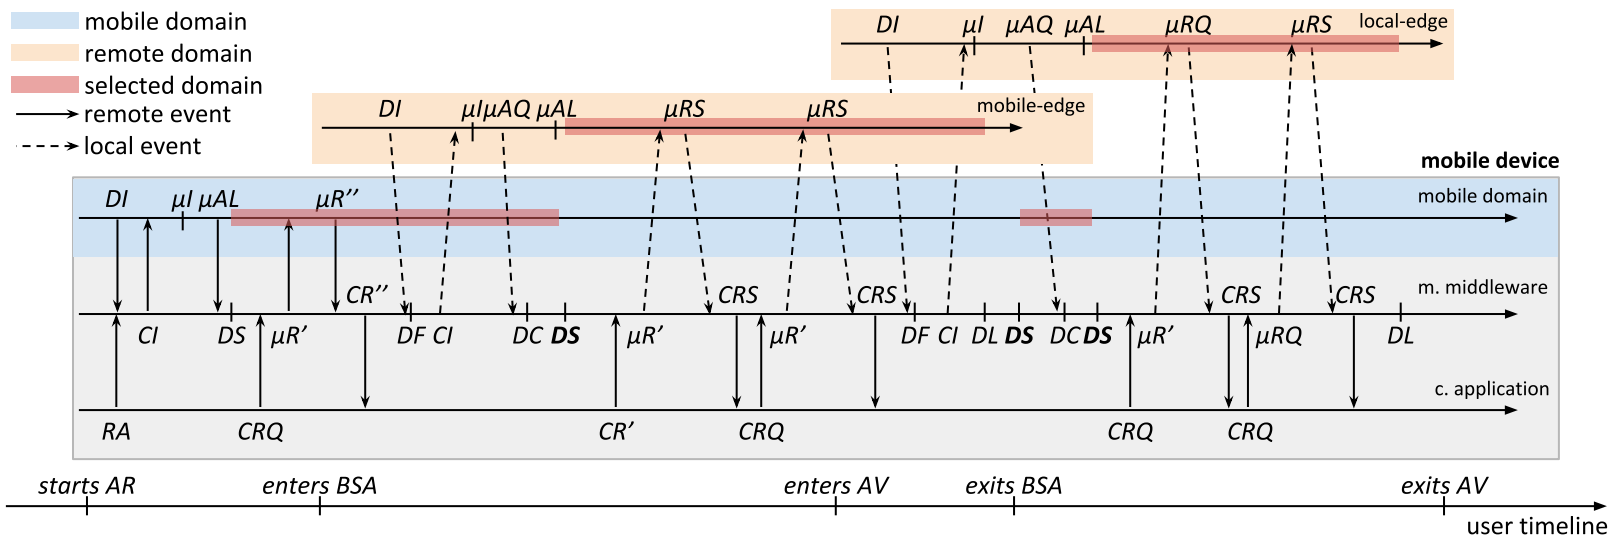 mobile domain
remote domain
selected domain
remote event
local event
DI μI μAQ μAL μRQ μRS local-edge
DI μI μAQ μAL μRS μRS mobile-edge
mobile device
DI μI μAL μR’’ mobile domain
CR’’ CRS CRS CRS CRS m. middleware
CI DS μR’ DF CI DC DS μR’ μR’ DF CI DL DS DC DS μR’ μRQ DL
c. application
RA CRQ CR’ CRQ CRQ CRQ
starts AR enters BSA enters AV exits BSA exits AV
user timeline